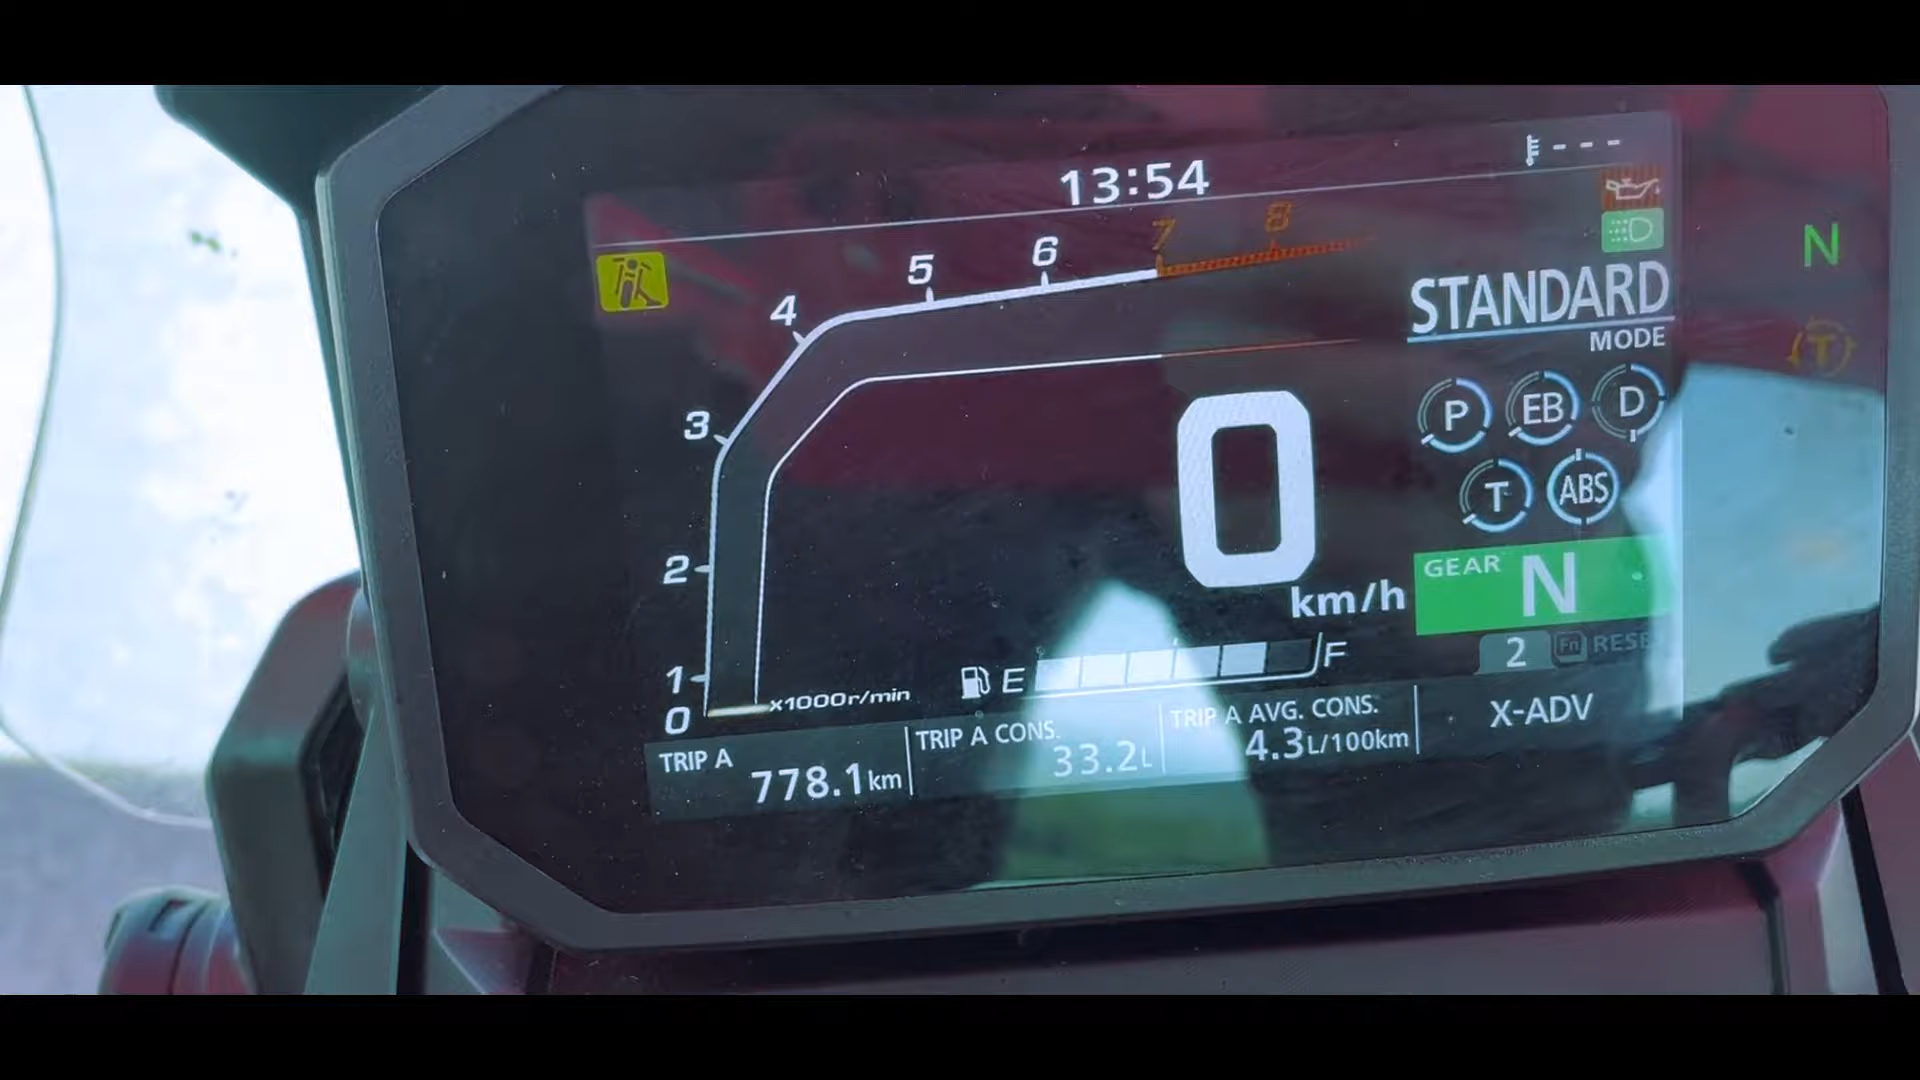 13:54
---
8
7
6
5
4
3
2
1
0
x1000r/min
STANDARD
MODE
P EB D
T ABS
N
T
0
km/h
GEAR N
E F
2 Fn
TRIP A
778.1km
TRIP A CONS.
33.2L
TRIP A AVG. CONS.
4.3L/100km
X-ADV